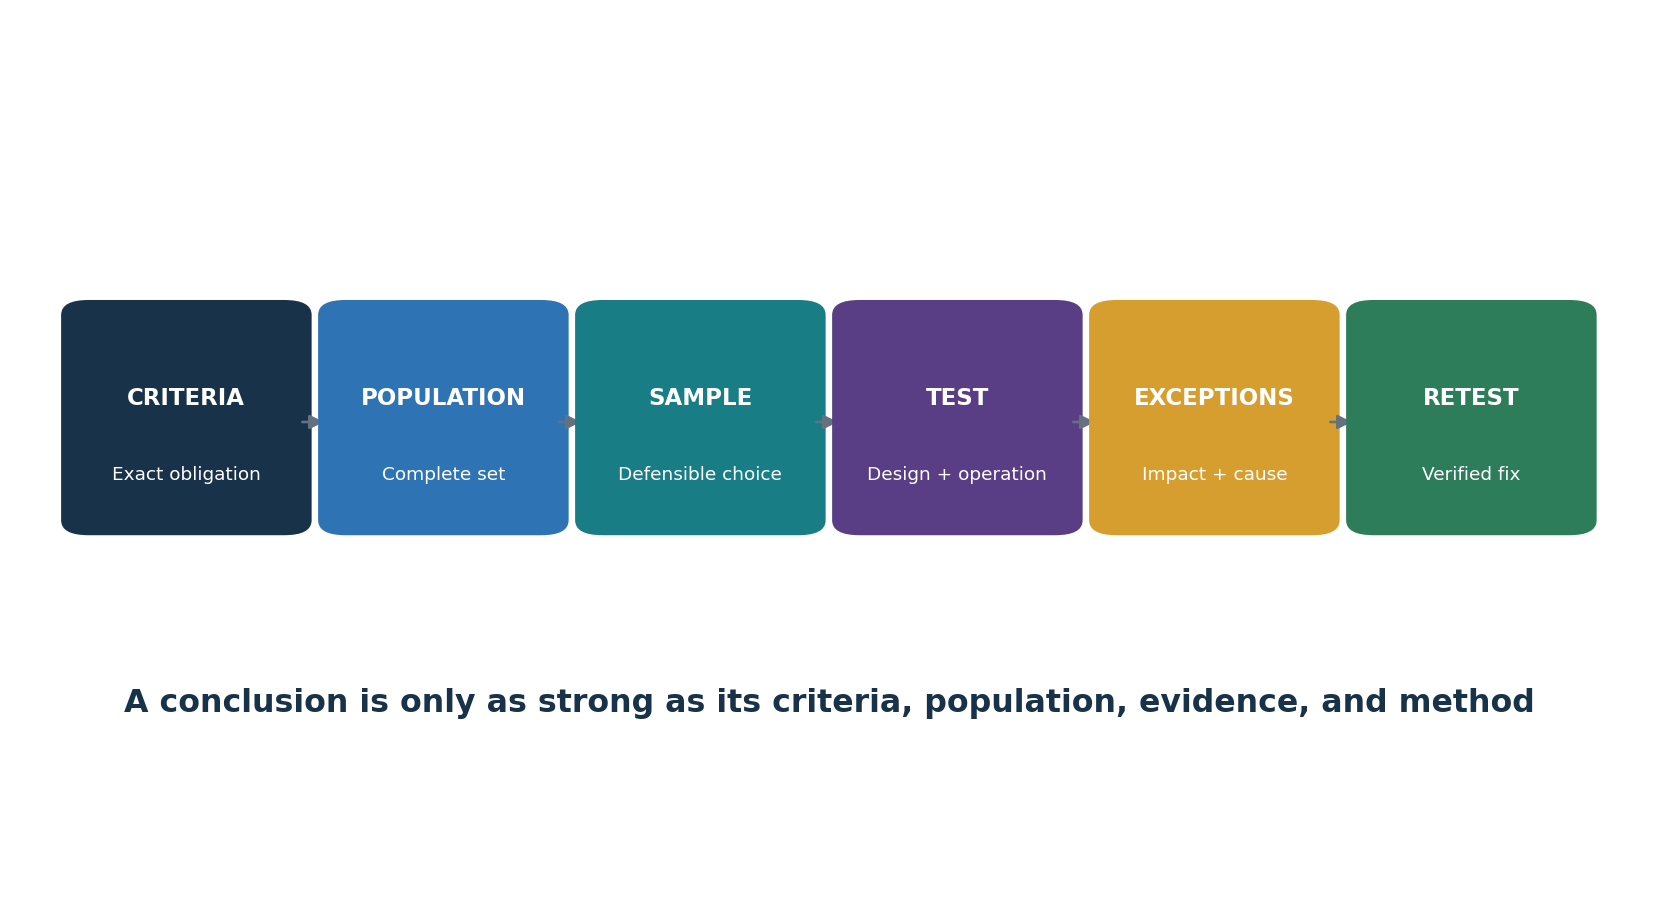 CRITERIA
Exact obligation
POPULATION
Complete set
SAMPLE
Defensible choice
TEST
Design + operation
EXCEPTIONS
Impact + cause
RETEST
Verified fix
A conclusion is only as strong as its criteria, population, evidence, and method